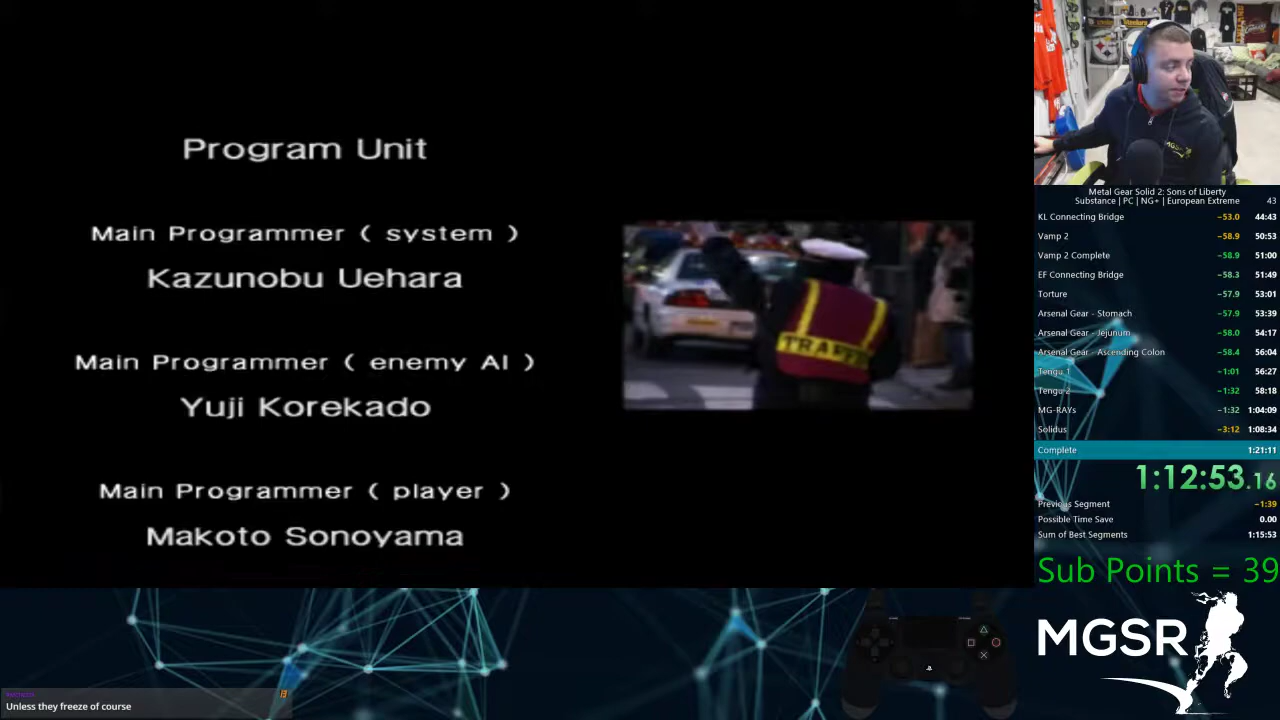 Program Unit
Main Programmer ( system )
Kazunobu Uehara
Main Programmer ( enemy AI )
Yuji Korekado
Main Programmer ( player )
Makoto Sonoyama
TRAFFI
Steelers
MGSR
Metal Gear Solid 2: Sons of Liberty
Substance | PC | NG+ | European Extreme 43
KL Connecting Bridge −53.0 44:43
Vamp 2 −58.9 50:53
Vamp 2 Complete −58.9 51:00
EF Connecting Bridge −58.3 51:49
Torture −57.9 53:01
Arsenal Gear - Stomach −57.9 53:39
Arsenal Gear - Jejunum −58.0 54:17
Arsenal Gear - Ascending Colon −58.4 56:04
Tengu 1 −1:01 56:27
Tengu 2 −1:32 58:18
MG-RAYs −1:32 1:04:09
Solidus −3:12 1:08:34
Complete 1:21:11
1:12:53.16
Previous Segment −1:39
Possible Time Save 0.00
Sum of Best Segments 1:15:53
Sub Points = 39
MGSR
Unless they freeze of course